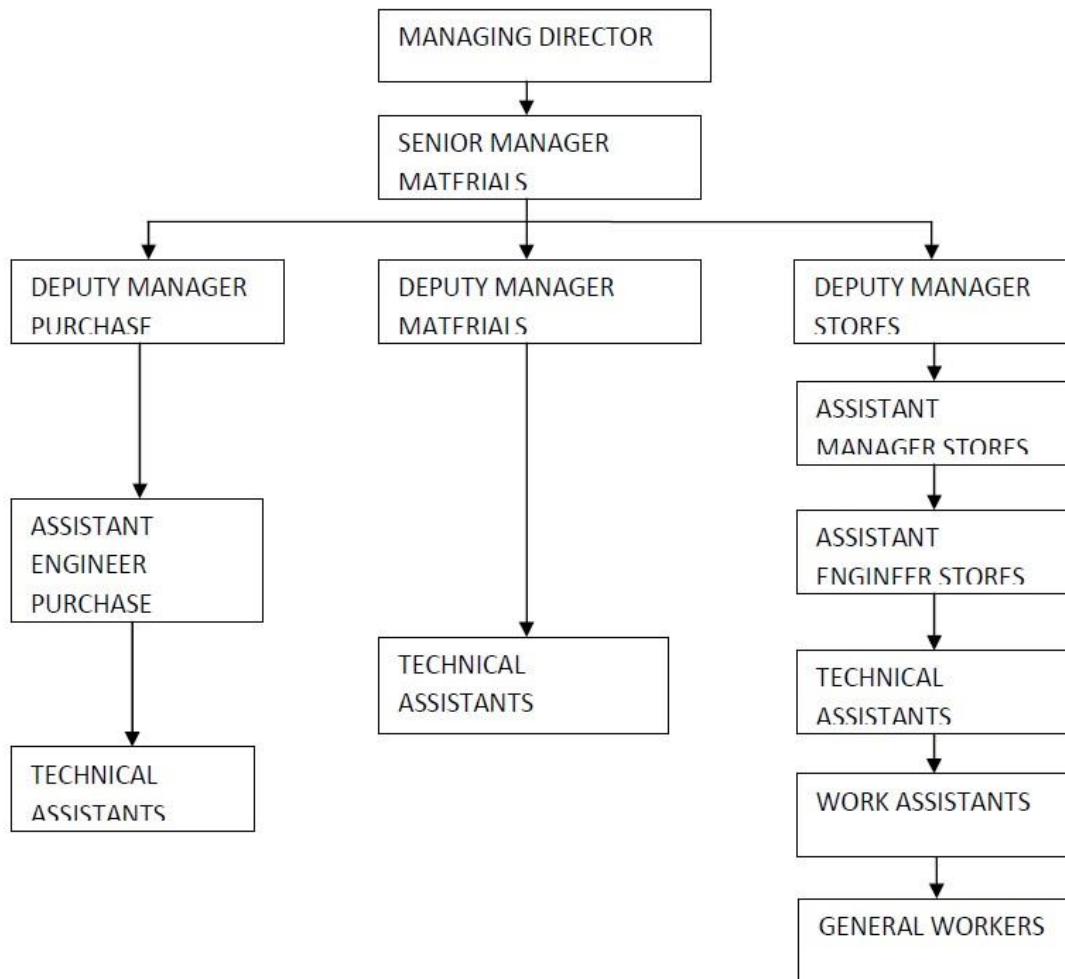 MANAGING DIRECTOR
SENIOR MANAGER
MATERIALS
DEPUTY MANAGER
PURCHASE
DEPUTY MANAGER
MATERIALS
DEPUTY MANAGER
STORES
ASSISTANT
MANAGER STORES
ASSISTANT
ENGINEER
PURCHASE
ASSISTANT
ENGINEER STORES
TECHNICAL
ASSISTANTS
TECHNICAL
ASSISTANTS
TECHNICAL
ASSISTANTS
WORK ASSISTANTS
GENERAL WORKERS